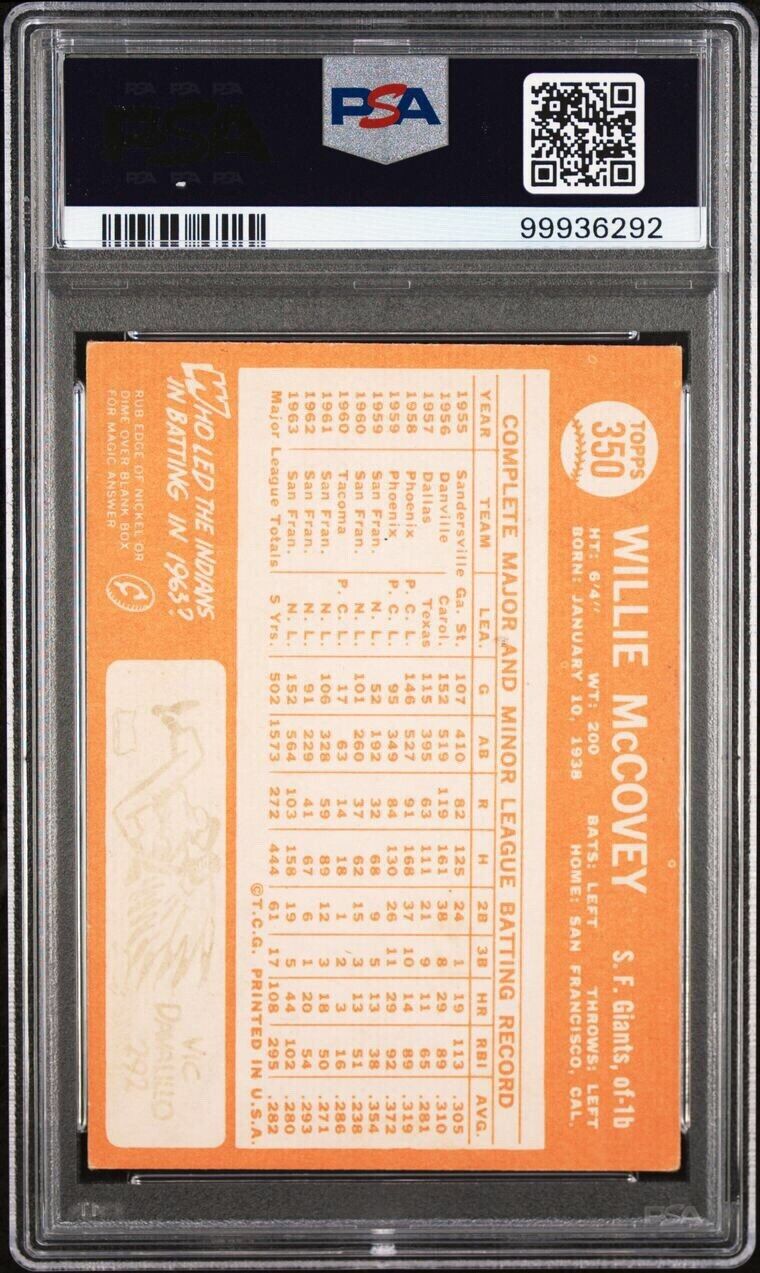 PSA
99936292
TOPPS
350
WILLIE McCOVEY S. F. Giants, of-1b
HT: 6'4" WT: 200 BATS: LEFT THROWS: LEFT
BORN: JANUARY 10, 1938 HOME: SAN FRANCISCO, CAL.
COMPLETE MAJOR AND MINOR LEAGUE BATTING RECORD
YEAR TEAM LEA. G AB R H 2B 3B HR RBI AVG.
1955 Sandersville Ga. St. 107 410 82 125 24 1 19 113 .305
1956 Danville Carol. 152 519 119 161 38 8 29 89 .310
1957 Dallas Texas 115 395 63 111 21 9 11 65 .281
1958 Phoenix P. C. L. 146 527 91 168 37 10 14 89 .319
1959 Phoenix P. C. L. 95 349 84 130 26 11 29 92 .372
1959 San Fran. N. L. 52 192 32 68 9 5 13 38 .354
1960 San Fran. N. L. 101 260 37 62 15 3 13 51 .238
1960 Tacoma P. C. L. 17 63 14 18 1 2 3 16 .286
1961 San Fran. N. L. 106 328 59 89 12 3 18 50 .271
1962 San Fran. N. L. 91 229 41 67 6 1 20 54 .293
1963 San Fran. N. L. 152 564 103 158 19 5 44 102 .280
Major League Totals 5 Yrs. 502 1573 272 444 61 17 108 295 .282
©T.C.G. PRINTED IN U.S.A.
WHO LED THE INDIANS
IN BATTING IN 1963?
RUB EDGE OF NICKEL OR
DIME OVER BLANK BOX
FOR MAGIC ANSWER
VIC
DAVALILLO
.292
PSA